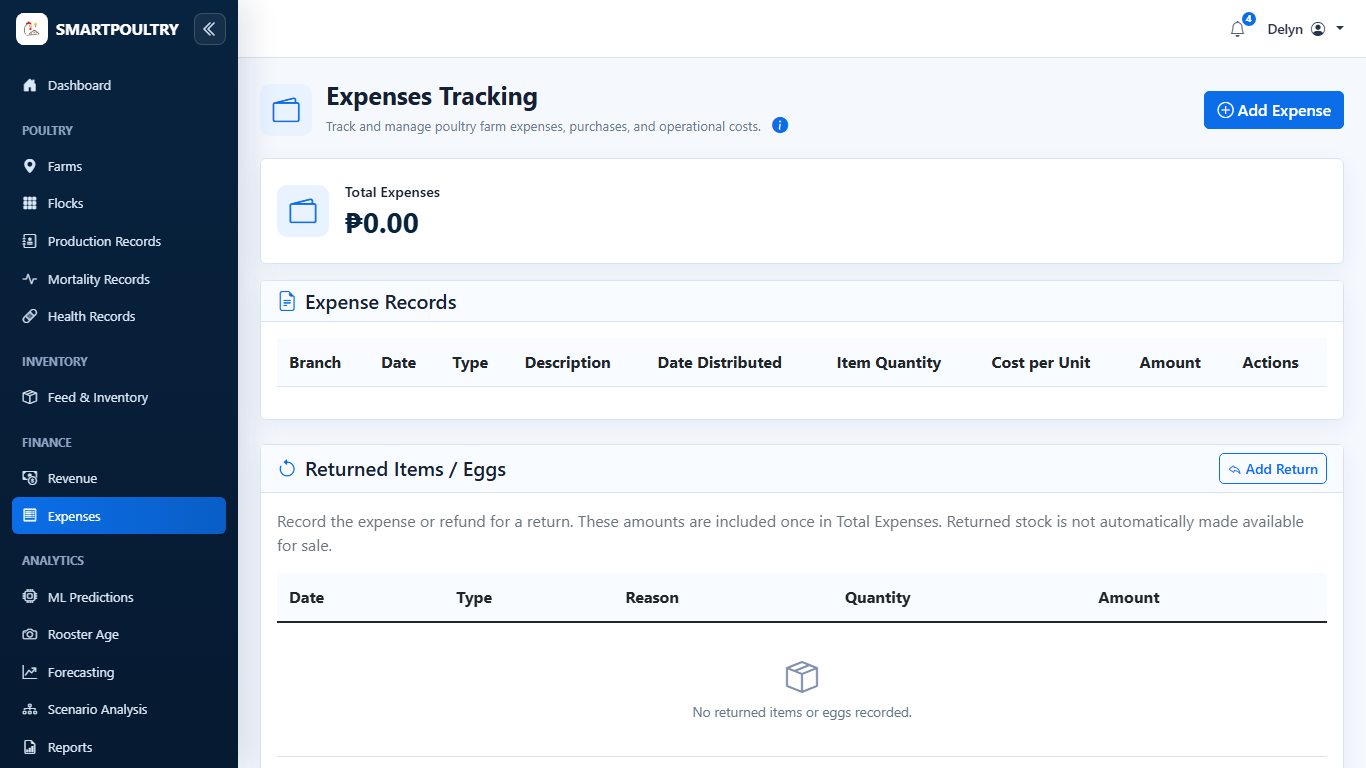 SMARTPOULTRY
4
Delyn
Dashboard
POULTRY
Farms
Flocks
Production Records
Mortality Records
Health Records
INVENTORY
Feed & Inventory
FINANCE
Revenue
Expenses
ANALYTICS
ML Predictions
Rooster Age
Forecasting
Scenario Analysis
Reports
Expenses Tracking
Track and manage poultry farm expenses, purchases, and operational costs.
Add Expense
Total Expenses
₱0.00
Expense Records
Branch Date Type Description Date Distributed Item Quantity Cost per Unit Amount Actions
Returned Items / Eggs
Add Return
Record the expense or refund for a return. These amounts are included once in Total Expenses. Returned stock is not automatically made available
for sale.
Date Type Reason Quantity Amount
No returned items or eggs recorded.